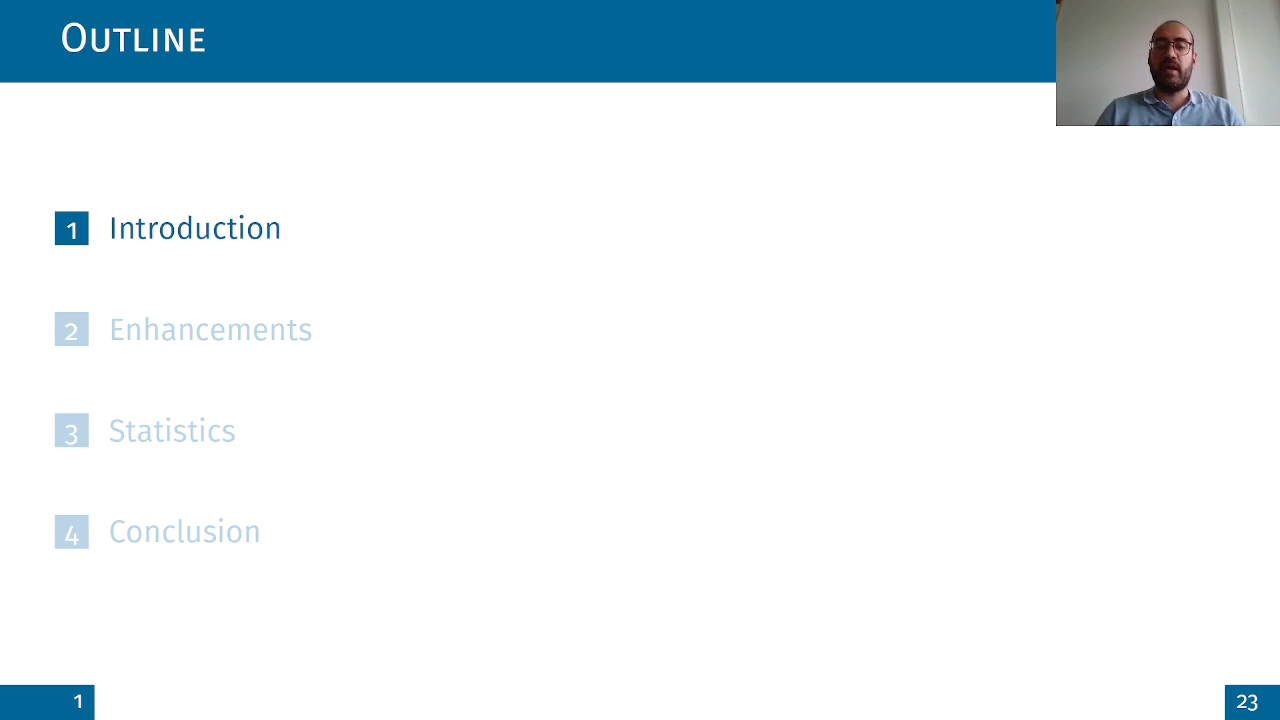 Outline
1 Introduction
2 Enhancements
3 Statistics
4 Conclusion
1
23